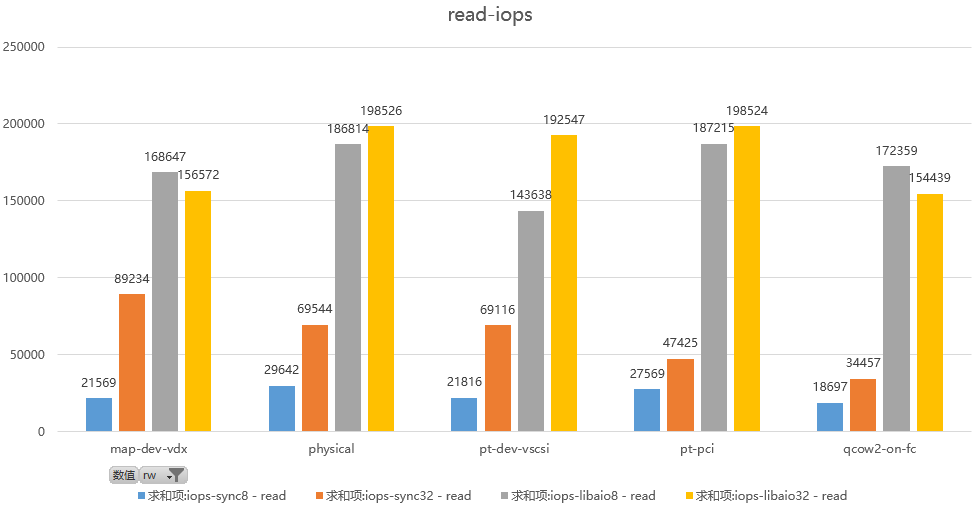 read-iops
250000
200000
150000
100000
50000
0
21569
89234
168647
156572
29642
69544
186814
198526
21816
69116
143638
192547
27569
47425
187215
198524
18697
34457
172359
154439
map-dev-vdx
physical
pt-dev-vscsi
pt-pci
qcow2-on-fc
数值 rw
求和项:iops-sync8 - read
求和项:iops-sync32 - read
求和项:iops-libaio8 - read
求和项:iops-libaio32 - read